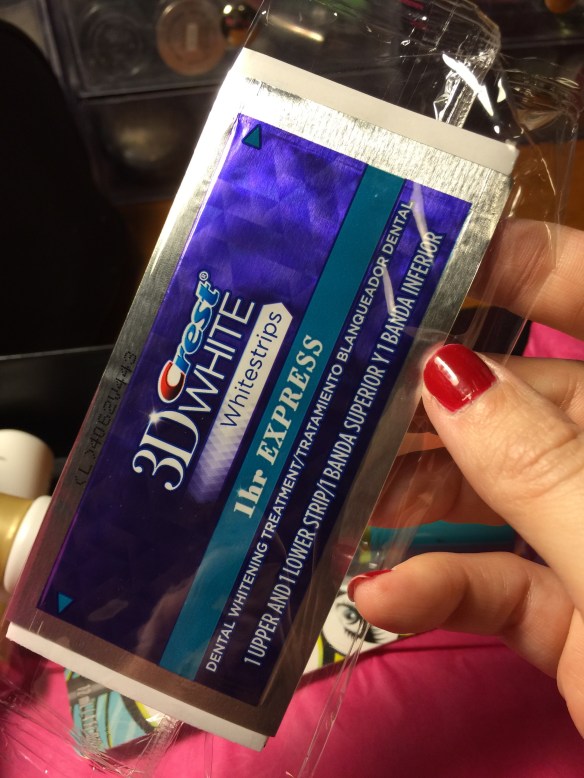 Crest®
3D WHITE
Whitestrips
1hr EXPRESS
DENTAL WHITENING TREATMENT/TRATAMIENTO BLANQUEADOR DENTAL
1 UPPER AND 1 LOWER STRIP/1 BANDA SUPERIOR Y 1 BANDA INFERIOR
(L)4062V443